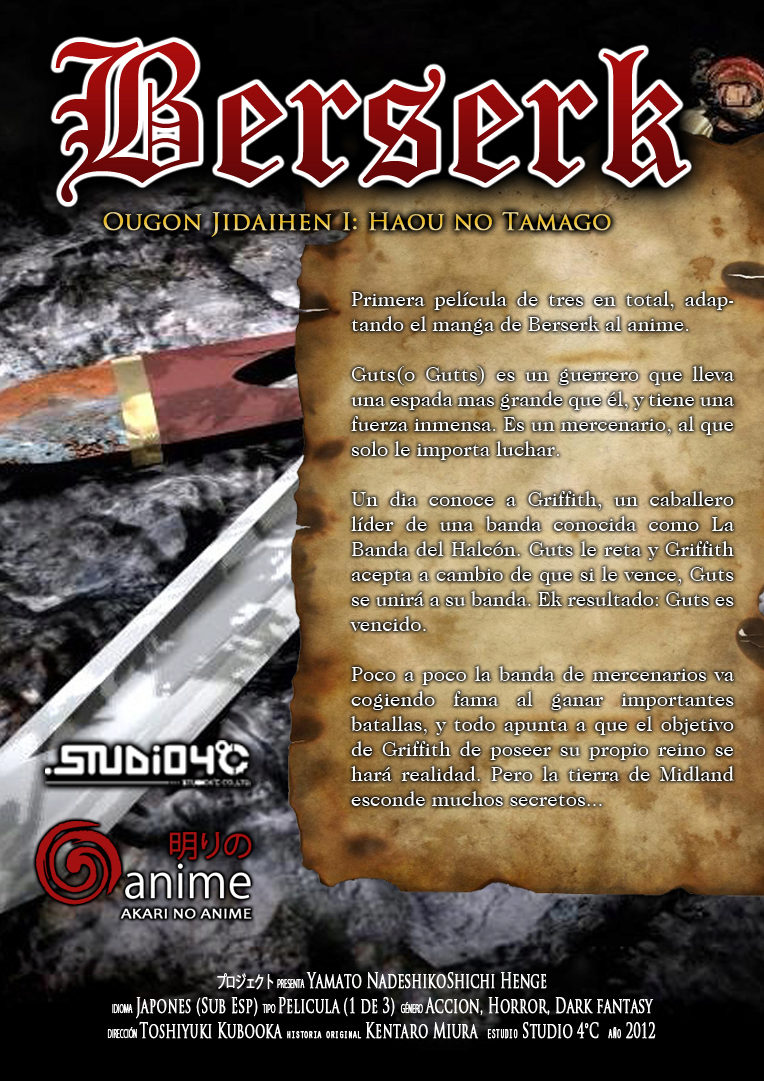 Berserk
Ougon Jidaihen I: Haou no Tamago
Primera película de tres en total, adap-
tando el manga de Berserk al anime.
Guts(o Gutts) es un guerrero que lleva
una espada mas grande que él, y tiene una
fuerza inmensa. Es un mercenario, al que
solo le importa luchar.
Un dia conoce a Griffith, un caballero
líder de una banda conocida como La
Banda del Halcón. Guts le reta y Griffith
acepta a cambio de que si le vence, Guts
se unirá a su banda. Ek resultado: Guts es
vencido.
Poco a poco la banda de mercenarios va
cogiendo fama al ganar importantes
batallas, y todo apunta a que el objetivo
de Griffith de poseer su propio reino se
hará realidad. Pero la tierra de Midland
esconde muchos secretos...
.STUDiO4℃
STUDIO4℃ CO.,LTD.
明りの
anime
AKARI NO ANIME
プロジェクト PRESENTA YAMATO NADESHIKOSHICHI HENGE
IDIOMA JAPONES (SUB ESP) TIPO PELICULA (1 DE 3) GÉNERO ACCION, HORROR, DARK FANTASY
DIRECCIÓN TOSHIYUKI KUBOOKA HISTORIA ORIGINAL KENTARO MIURA ESTUDIO STUDIO 4°C AÑO 2012